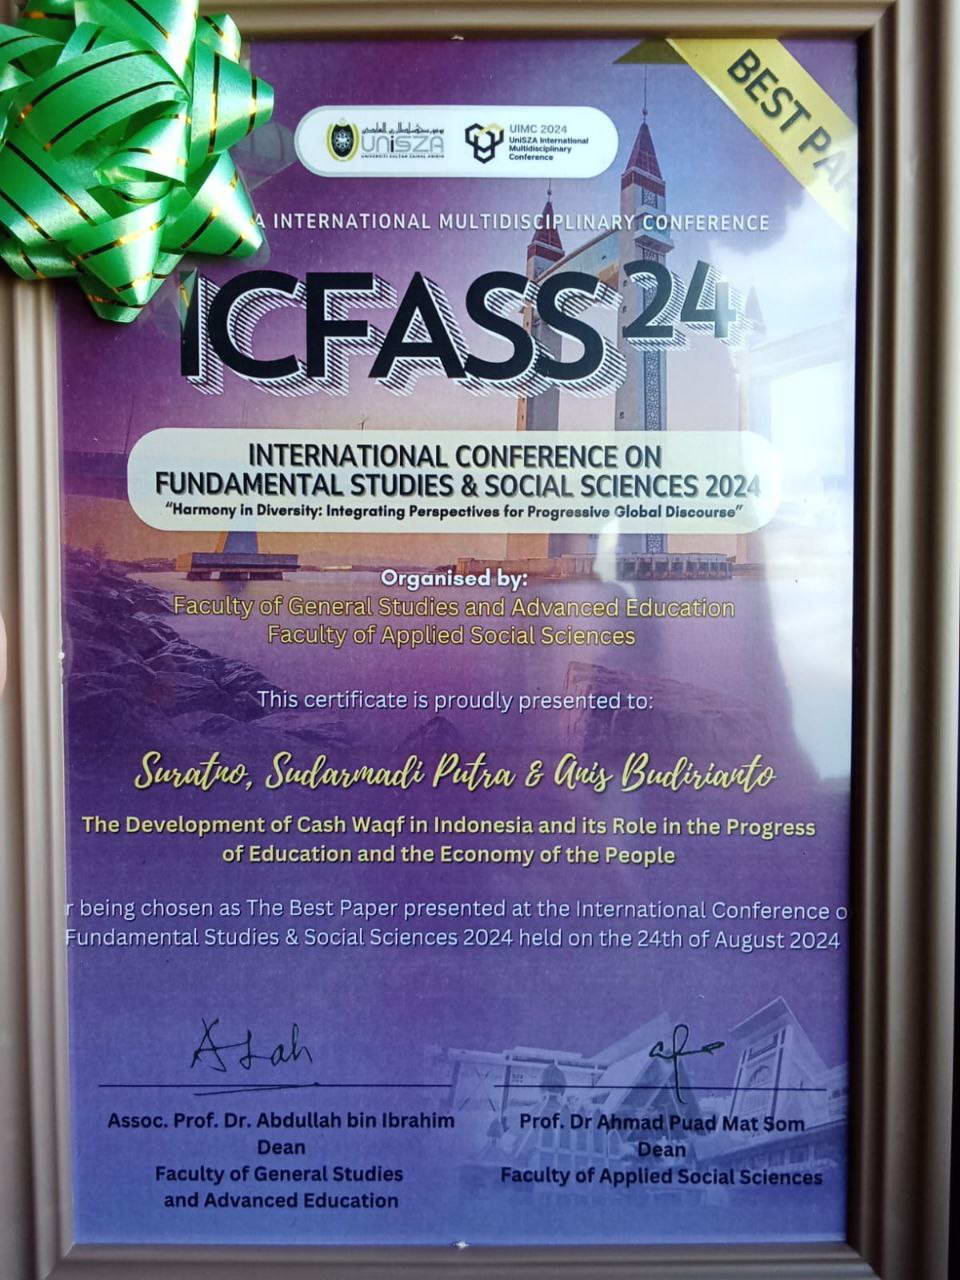 BEST PA
UNISZA
UNIVERSITI SULTAN ZAINAL ABIDIN
UIMC 2024
UniSZA International
Multidisciplinary
Conference
A INTERNATIONAL MULTIDISCIPLINARY CONFERENCE
ICFASS 24
INTERNATIONAL CONFERENCE ON
FUNDAMENTAL STUDIES & SOCIAL SCIENCES 2024
"Harmony in Diversity: Integrating Perspectives for Progressive Global Discourse"
Organised by:
Faculty of General Studies and Advanced Education
Faculty of Applied Social Sciences
This certificate is proudly presented to:
Suratno, Sudarmadi Putra & Anis Budirianto
The Development of Cash Waqf in Indonesia and its Role in the Progress
of Education and the Economy of the People
r being chosen as The Best Paper presented at the International Conference o
Fundamental Studies & Social Sciences 2024 held on the 24th of August 2024
Assoc. Prof. Dr. Abdullah bin Ibrahim
Dean
Faculty of General Studies
and Advanced Education
Prof. Dr Ahmad Puad Mat Som
Dean
Faculty of Applied Social Sciences